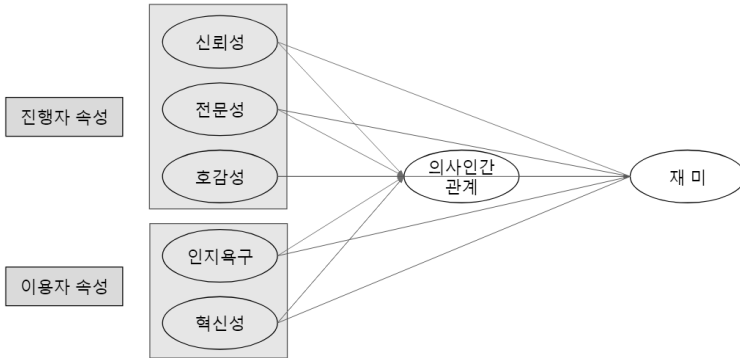 신뢰성
진행자 속성
전문성
호감성
의사인간
관계
재 미
인지욕구
이용자 속성
혁신성